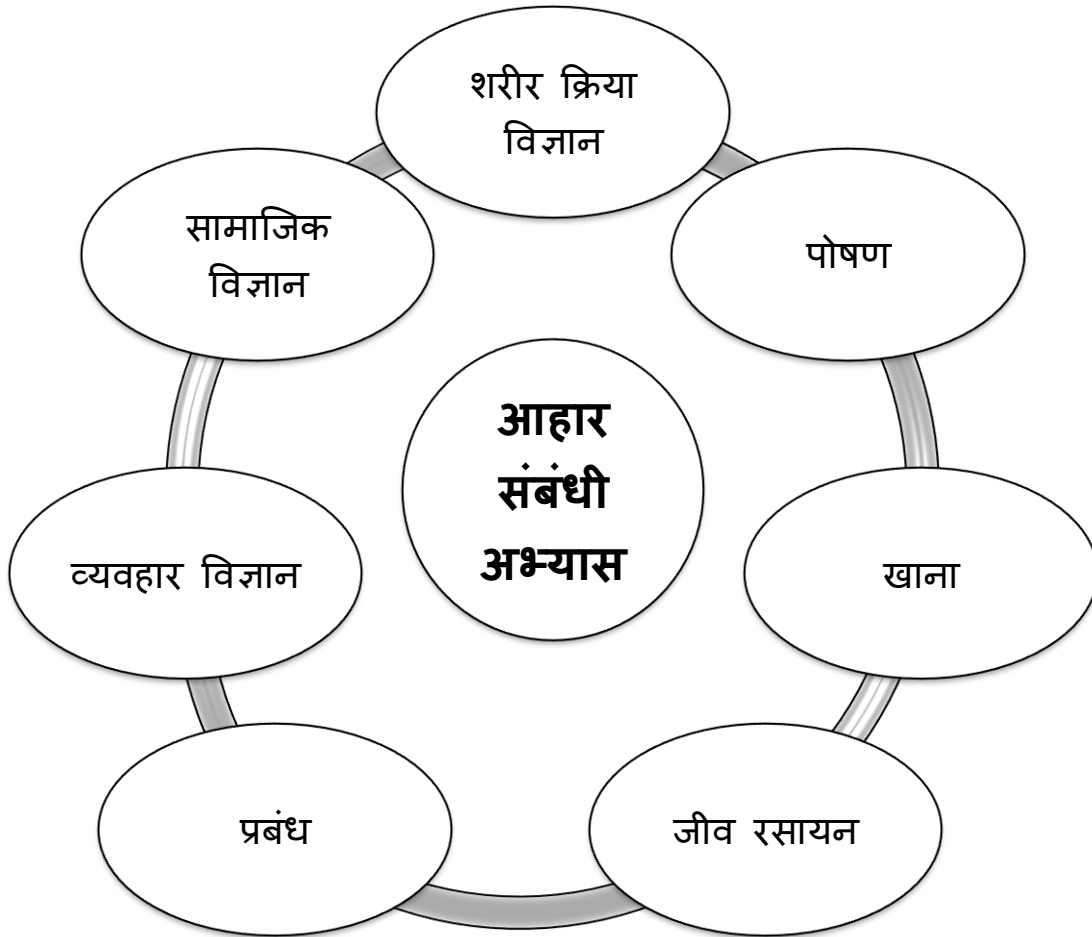 शरीर क्रिया
विज्ञान
पोषण
खाना
जीव रसायन
प्रबंध
व्यवहार विज्ञान
सामाजिक
विज्ञान
आहार
संबंधी
अभ्यास